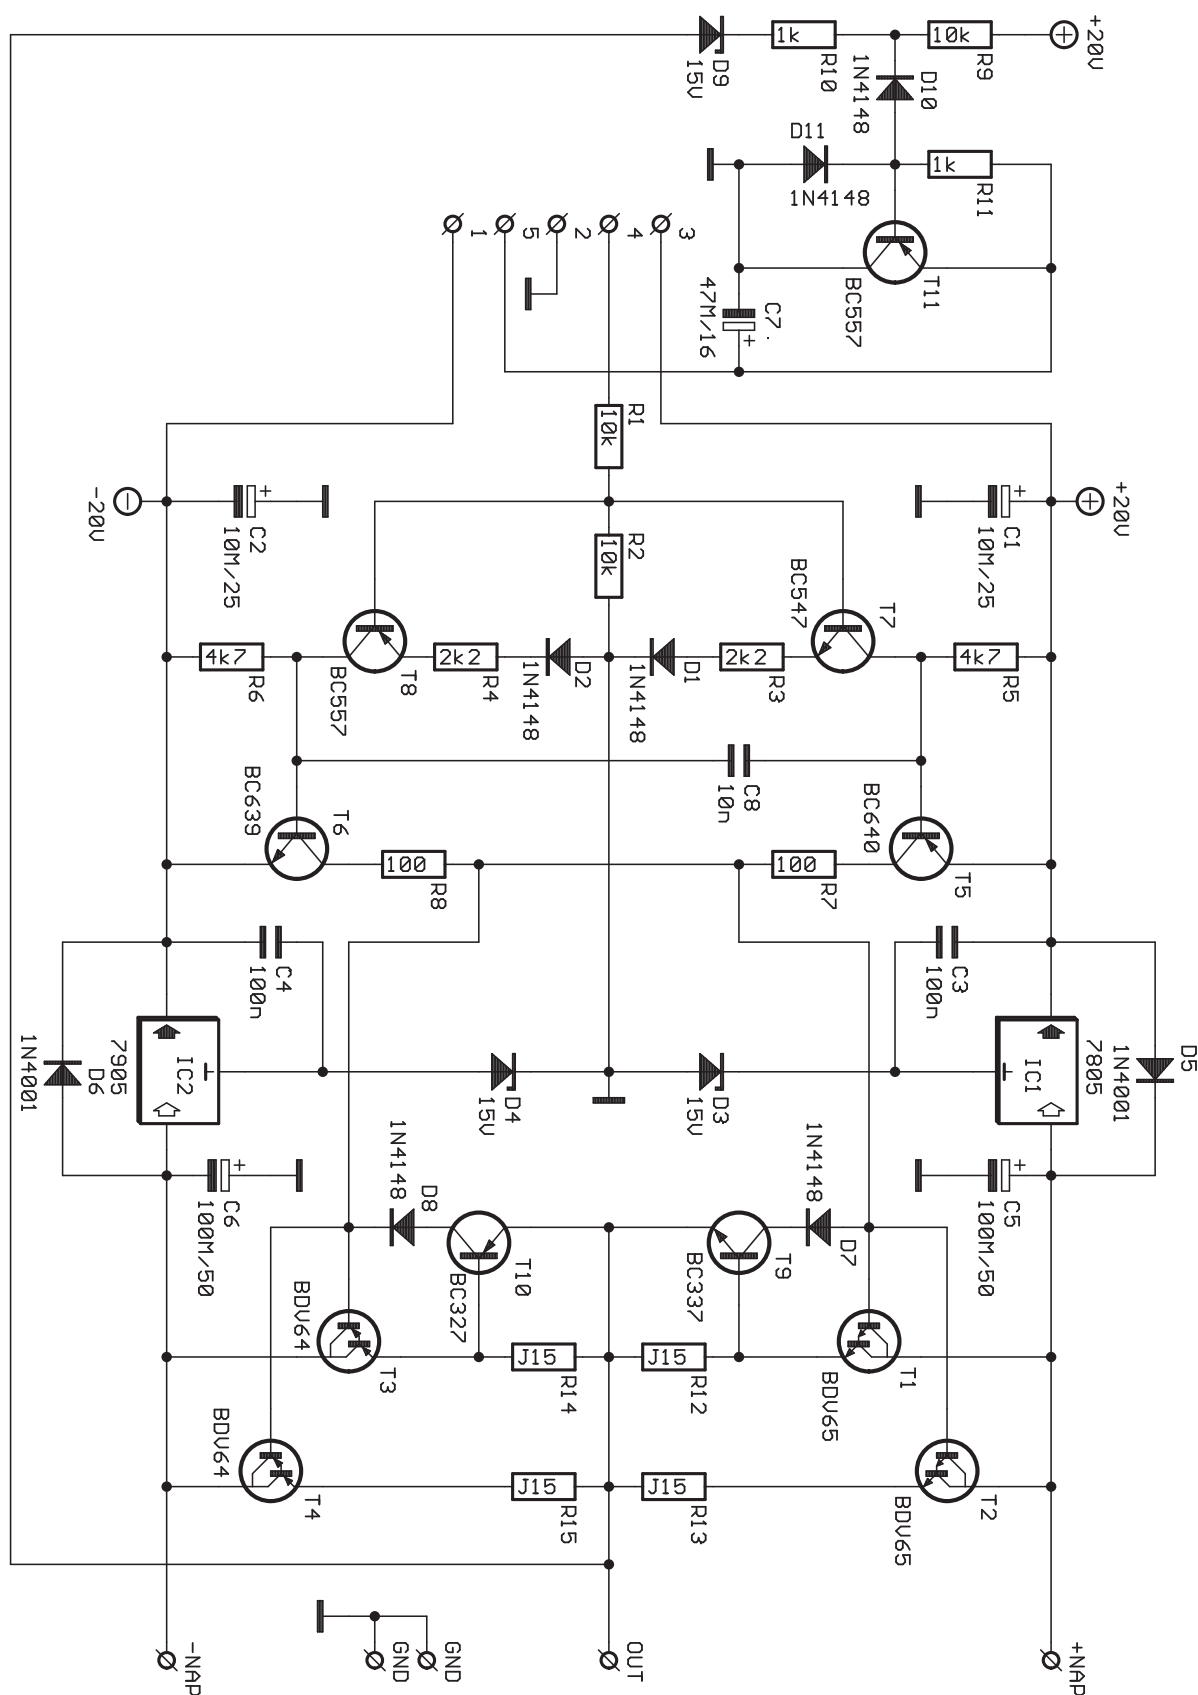 +20V
R9
10k
D10
1N4148
R10
1k
D9
15V
R11
1k
D11
1N4148
T11
BC557
C7
47M/16
+
3
4
2
5
1
+20V
C1
10M/25
+
R1
10k
C2
10M/25
+
-20V
R2
10k
R5
4k7
T7
BC547
R3
2k2
D1
1N4148
D2
1N4148
R4
2k2
T8
BC557
R6
4k7
T5
BC640
C8
10n
R7
100
R8
100
T6
BC639
C3
100n
C4
100n
D5
1N4001
7805
IC1
D3
15V
D4
15V
IC2
7905
D6
1N4001
C5
100M/50
+
C6
100M/50
+
D7
1N4148
T9
BC337
T10
BC327
D8
1N4148
T1
BDV65
R12
J15
R14
J15
T3
BDV64
T2
BDV65
R13
J15
R15
J15
T4
BDV64
+NAP
OUT
GND
GND
-NAP